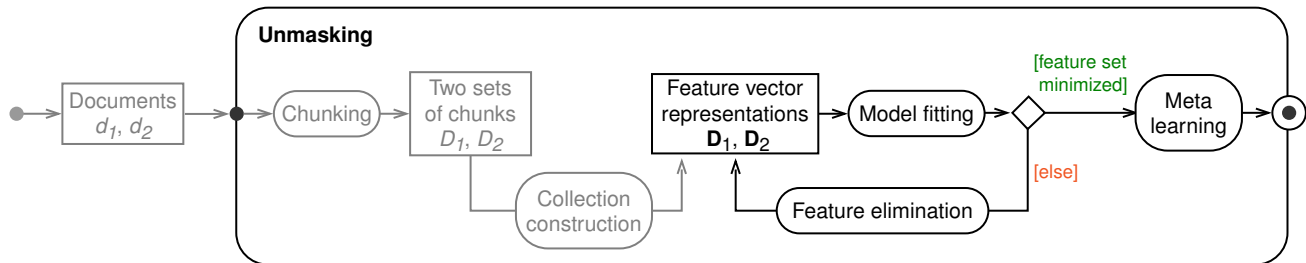 Unmasking
Documents
d1, d2
Chunking
Two sets
of chunks
D1, D2
Collection
construction
Feature vector
representations
D1, D2
Model fitting
[feature set
minimized]
[else]
Feature elimination
Meta
learning